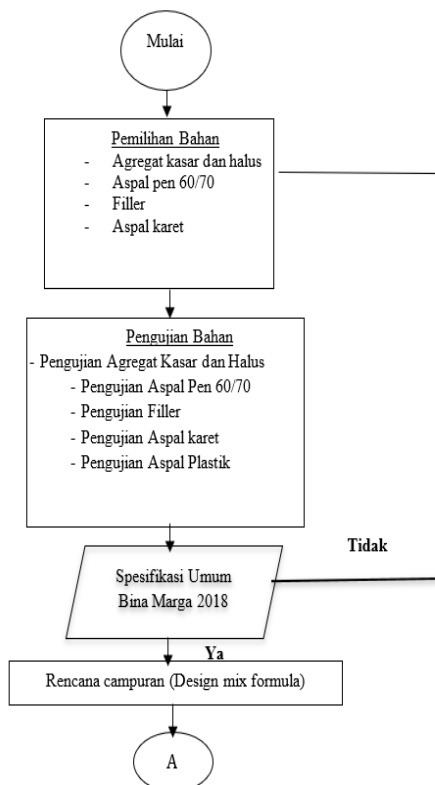 Mulai
Pemilihan Bahan
- Agregat kasar dan halus
- Aspal pen 60/70
- Filler
- Aspal karet
Pengujian Bahan
- Pengujian Agregat Kasar dan Halus
- Pengujian Aspal Pen 60/70
- Pengujian Filler
- Pengujian Aspal karet
- Pengujian Aspal Plastik
Tidak
Spesifikasi Umum
Bina Marga 2018
Ya
Rencana campuran (Design mix formula)
A